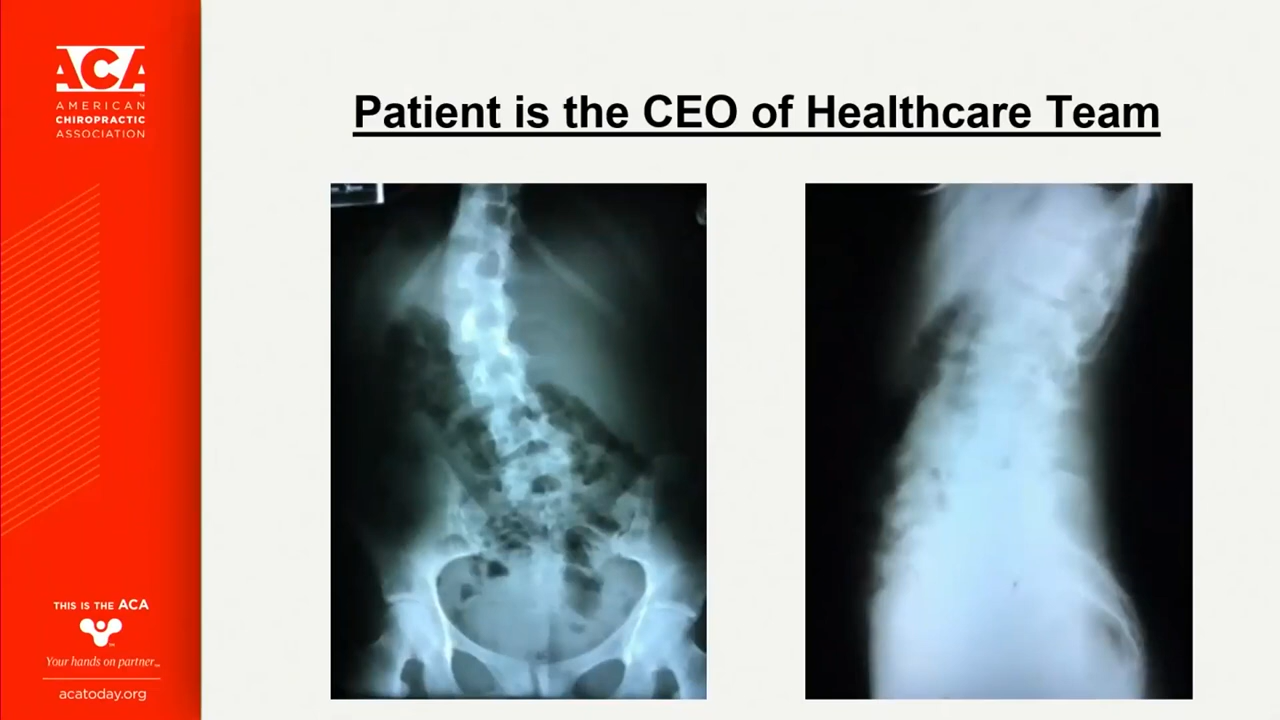 ACA
AMERICAN
CHIROPRACTIC
ASSOCIATION
Patient is the CEO of Healthcare Team
THIS IS THE ACA
Your hands on partner
acatoday.org